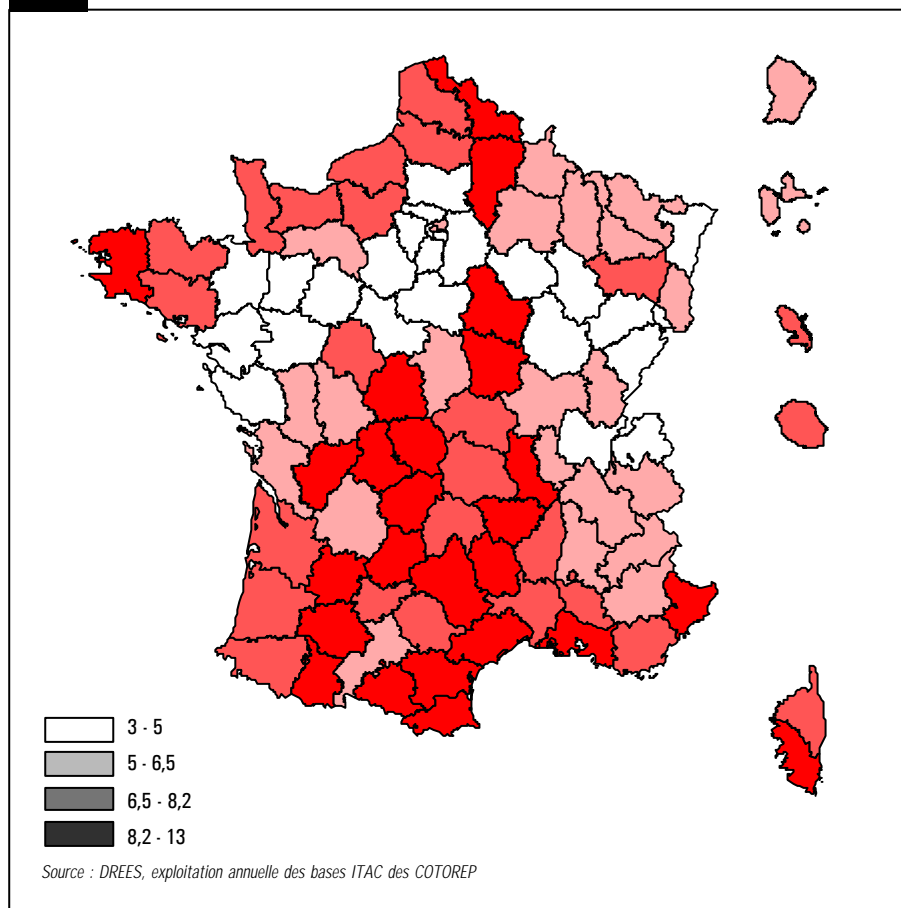 3 - 5
5 - 6,5
6,5 - 8,2
8,2 - 13
Source : DREES, exploitation annuelle des bases ITAC des COTOREP